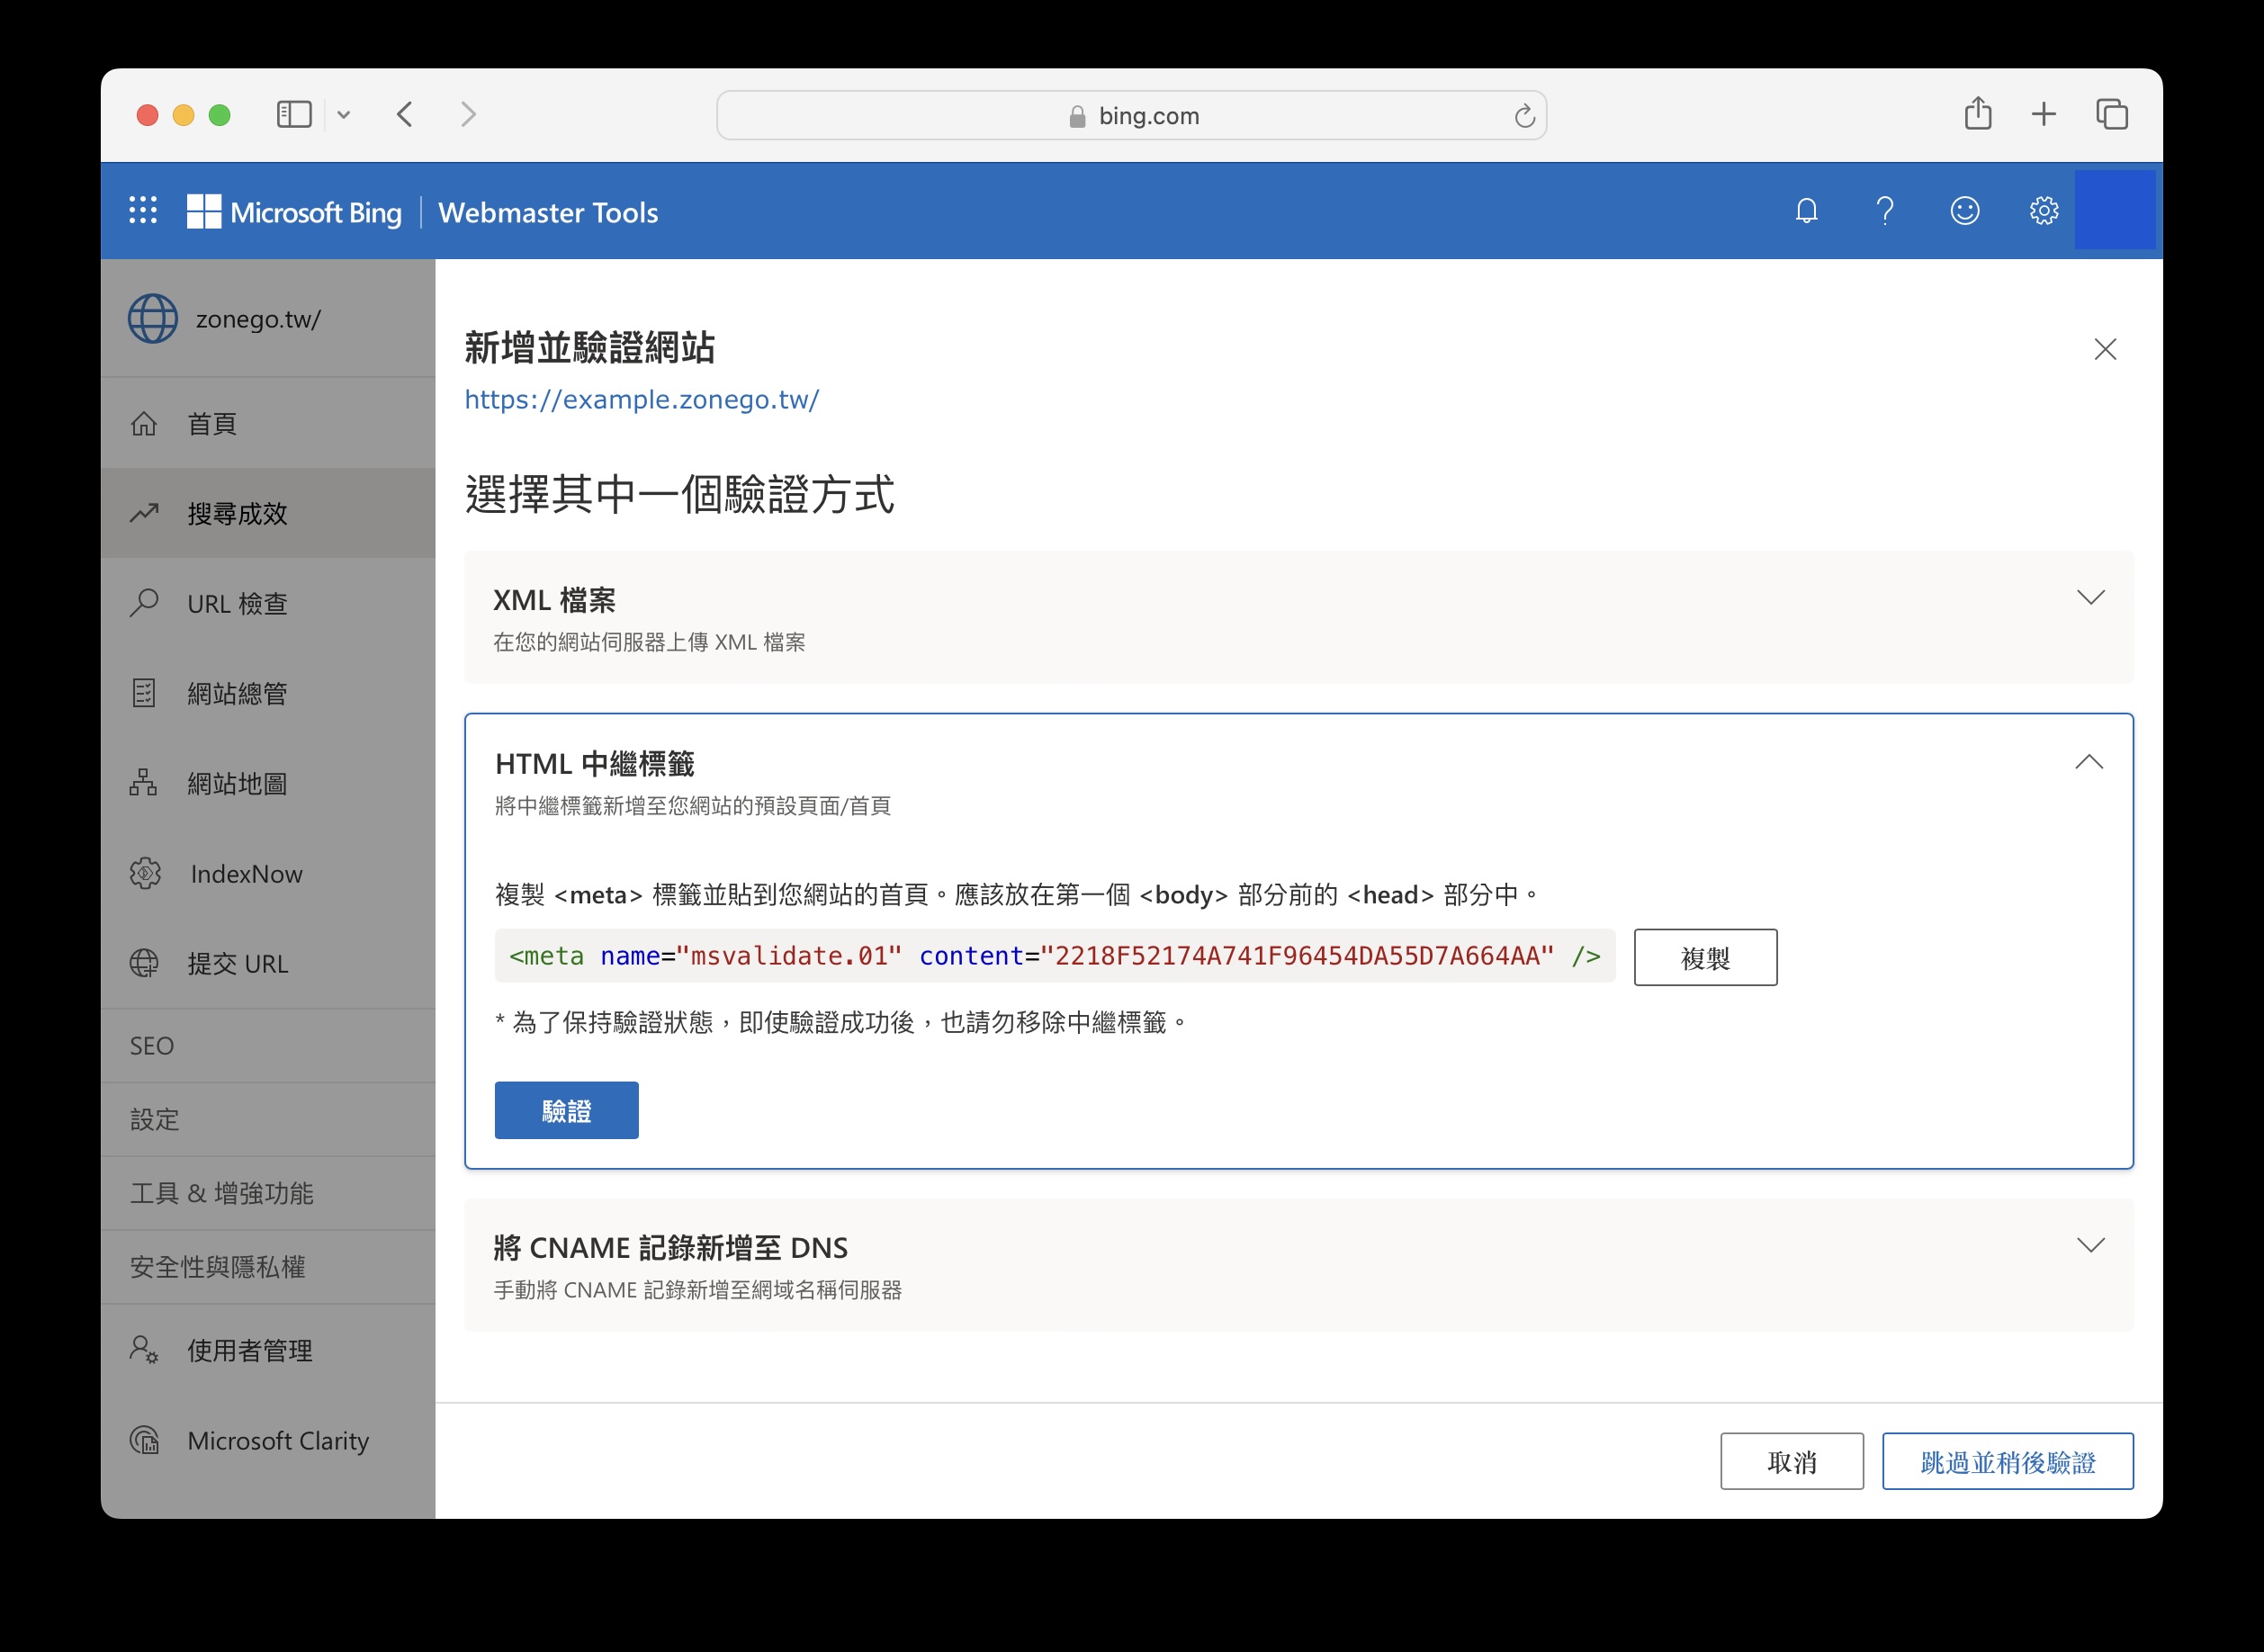 bing.com
Microsoft Bing
Webmaster Tools
zonego.tw/
首頁
搜尋成效
URL 檢查
網站總管
網站地圖
IndexNow
提交 URL
SEO
設定
工具 & 增強功能
安全性與隱私權
使用者管理
Microsoft Clarity
新增並驗證網站
https://example.zonego.tw/
選擇其中一個驗證方式
XML 檔案
在您的網站伺服器上傳 XML 檔案
HTML 中繼標籤
將中繼標籤新增至您網站的預設頁面/首頁
複製 <meta> 標籤並貼到您網站的首頁。應該放在第一個 <body> 部分前的 <head> 部分中。
<meta name="msvalidate.01" content="2218F52174A741F96454DA55D7A664AA" />
複製
* 為了保持驗證狀態，即使驗證成功後，也請勿移除中繼標籤。
驗證
將 CNAME 記錄新增至 DNS
手動將 CNAME 記錄新增至網域名稱伺服器
取消
跳過並稍後驗證